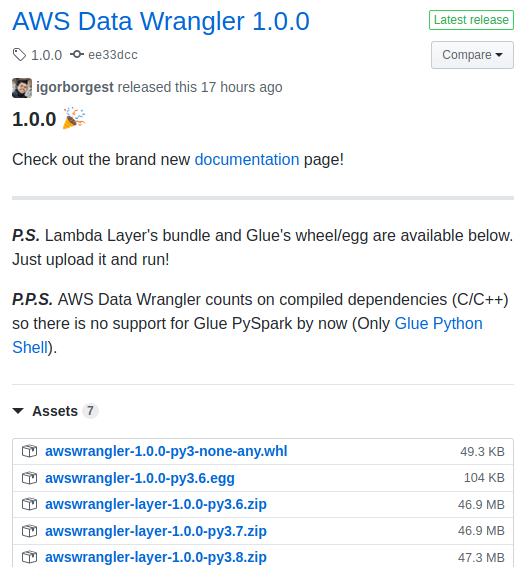 AWS Data Wrangler 1.0.0
Latest release
1.0.0 ee33dcc
Compare
igorborgest released this 17 hours ago
1.0.0 🎉
Check out the brand new documentation page!
P.S. Lambda Layer's bundle and Glue's wheel/egg are available below.
Just upload it and run!
P.P.S. AWS Data Wrangler counts on compiled dependencies (C/C++)
so there is no support for Glue PySpark by now (Only Glue Python
Shell).
Assets 7
awswrangler-1.0.0-py3-none-any.whl 49.3 KB
awswrangler-1.0.0-py3.6.egg 104 KB
awswrangler-layer-1.0.0-py3.6.zip 46.9 MB
awswrangler-layer-1.0.0-py3.7.zip 46.9 MB
awswrangler-layer-1.0.0-py3.8.zip 47.3 MB